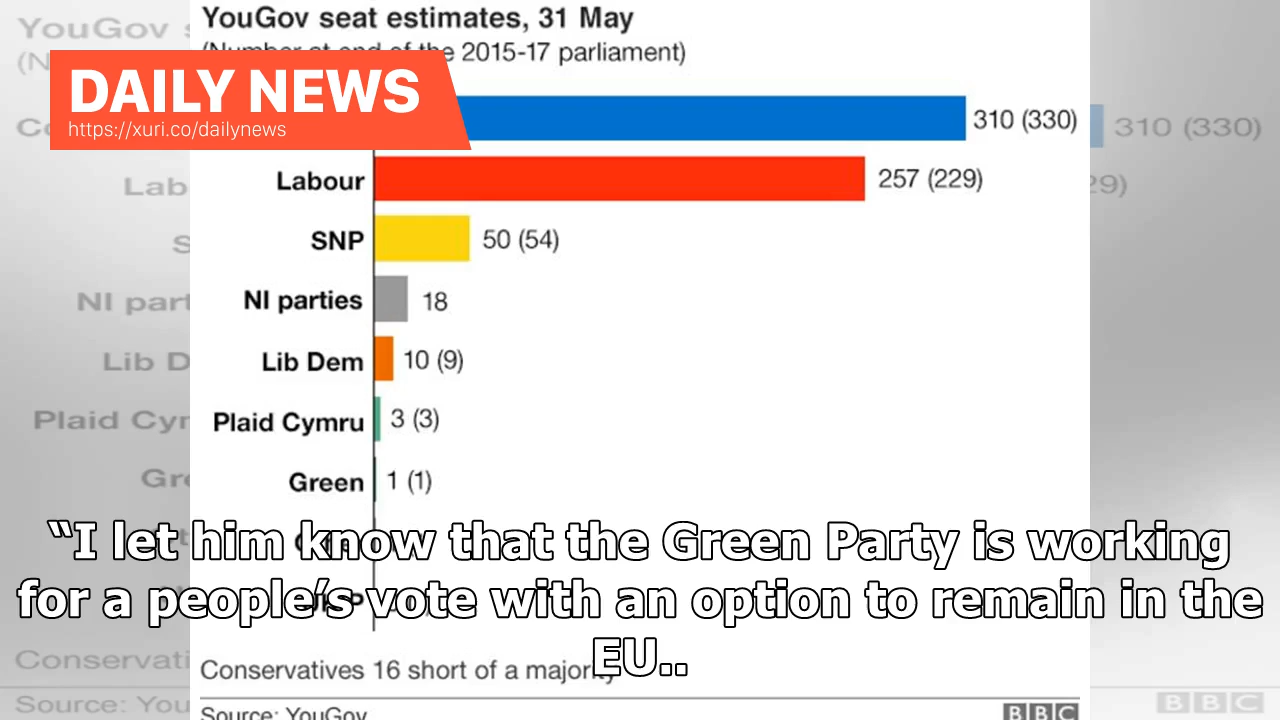 YouGov seat estimates, 31 May
(Number at end of the 2015-17 parliament)
DAILY NEWS
https://xuri.co/dailynews
310 (330)
Labour 257 (229)
SNP 50 (54)
NI parties 18
Lib Dem 10 (9)
Plaid Cymru 3 (3)
Green 1 (1)
“I let him know that the Green Party is working
for a people’s vote with an option to remain in the
EU..
Conservatives 16 short of a majority
Source: YouGov
BBC